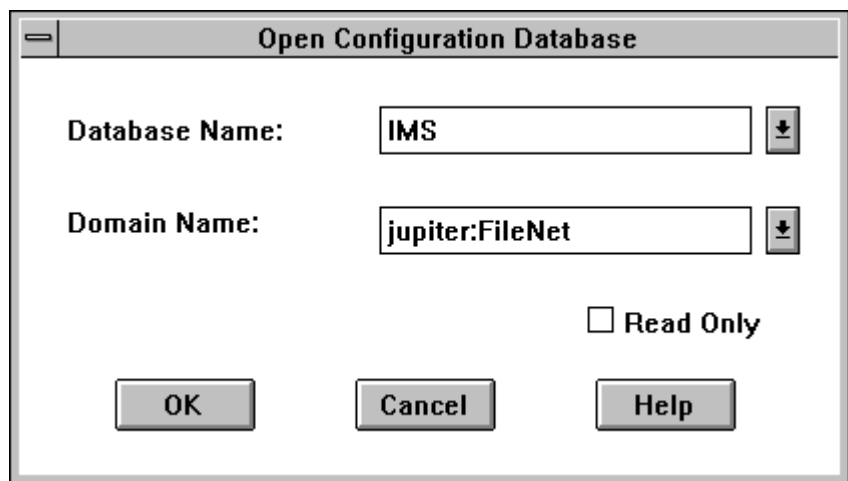 Open Configuration Database
Database Name: IMS
Domain Name: jupiter:FileNet
Read Only
OK Cancel Help